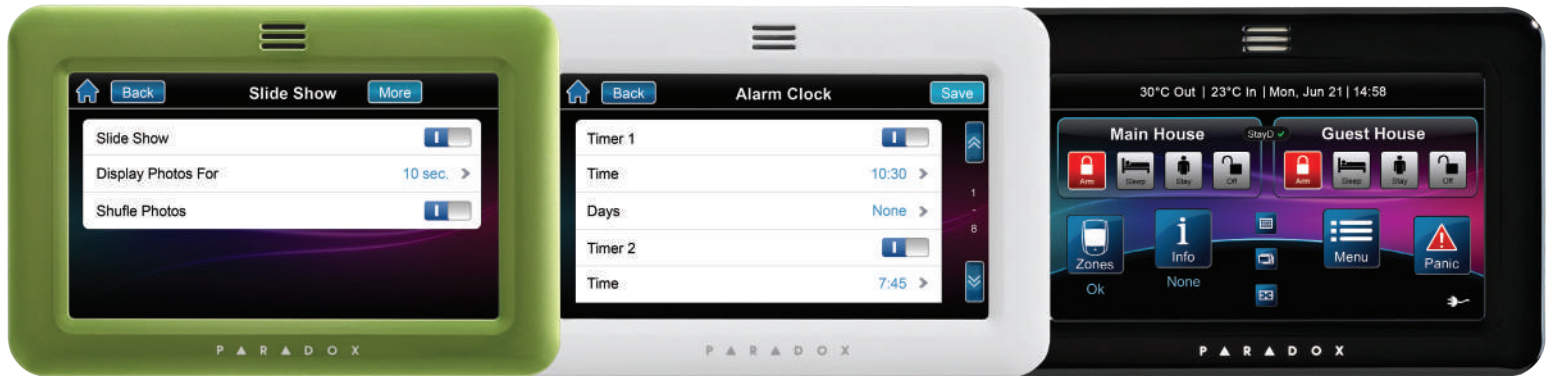 Back Slide Show More
Slide Show I
Display Photos For 10 sec. >
Shufle Photos I
PARADOX
Back Alarm Clock Save
Timer 1 I
Time 10:30 >
Days None >
Timer 2 I
Time 7:45 >
1
-
8
PARADOX
30°C Out | 23°C In | Mon, Jun 21 | 14:58
Main House StayD ✓ Guest House
Arm Sleep Stay Off Arm Sleep Stay Off
Zones i Info Menu Panic
Ok None
PARADOX